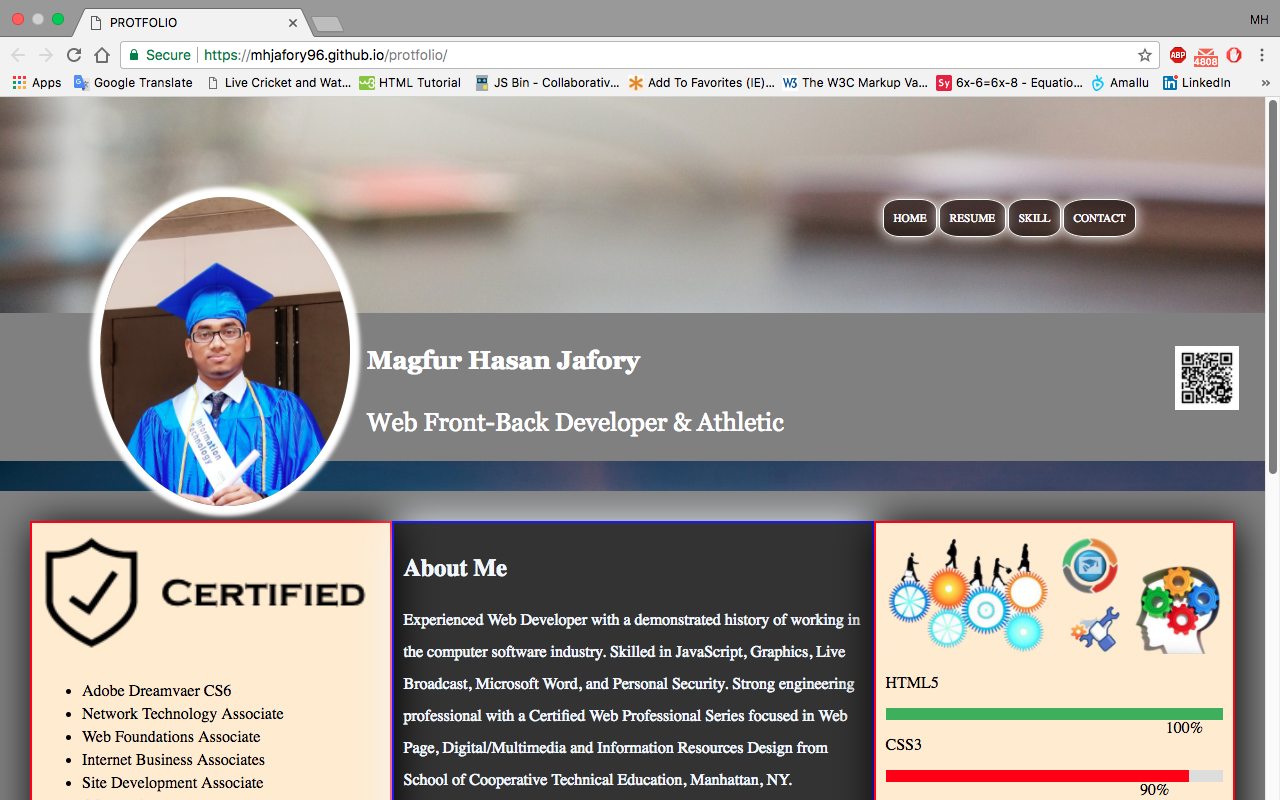 PROTFOLIO
MH
Secure
https://mhjafory96.github.io/protfolio/
ABP
4808
Apps
Google Translate
Live Cricket and Wat...
W3 HTML Tutorial
JS Bin - Collaborativ...
Add To Favorites (IE)...
W3 The W3C Markup Va...
Sy 6x-6=6x-8 - Equatio...
Amallu
in LinkedIn
»
HOME RESUME SKILL CONTACT
Information
Technology
Magfur Hasan Jafory
Web Front-Back Developer & Athletic
CERTIFIED
• Adobe Dreamvaer CS6
• Network Technology Associate
• Web Foundations Associate
• Internet Business Associates
• Site Development Associate
About Me
Experienced Web Developer with a demonstrated history of working in
the computer software industry. Skilled in JavaScript, Graphics, Live
Broadcast, Microsoft Word, and Personal Security. Strong engineering
professional with a Certified Web Professional Series focused in Web
Page, Digital/Multimedia and Information Resources Design from
School of Cooperative Technical Education, Manhattan, NY.
HTML5
100%
CSS3
90%